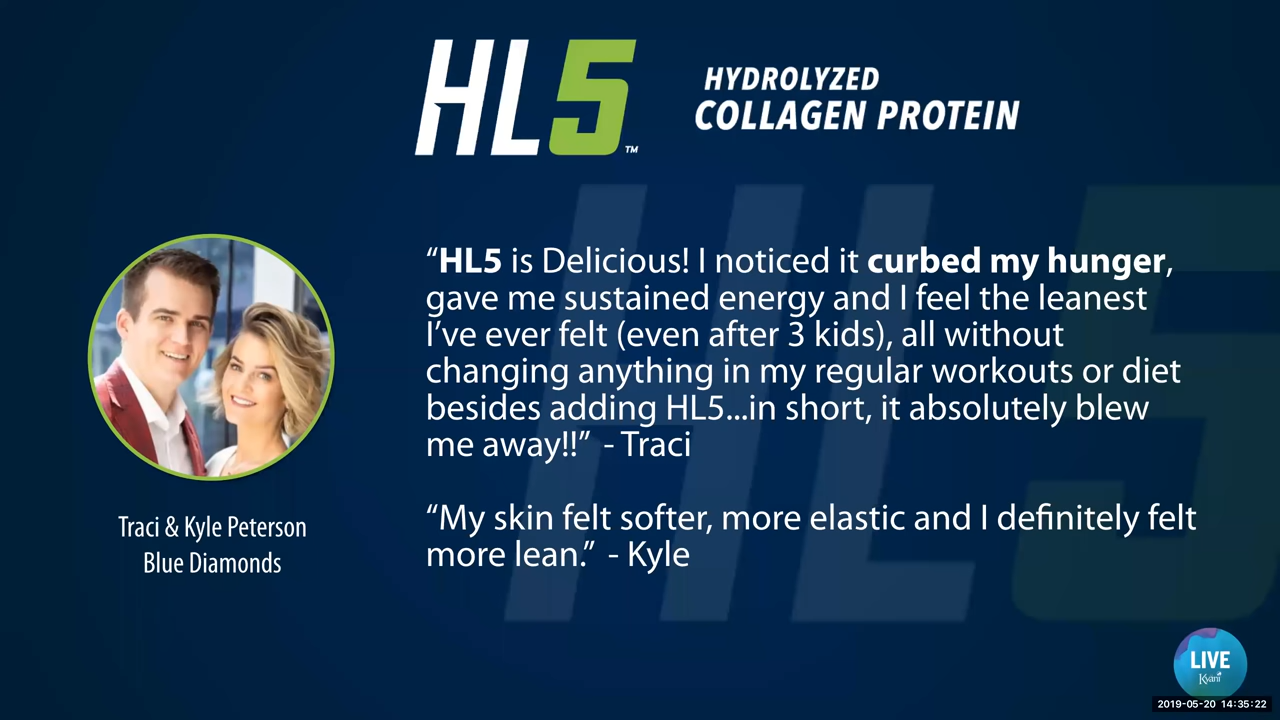 HL5™
HYDROLYZED
COLLAGEN PROTEIN
“HL5 is Delicious! I noticed it curbed my hunger,
gave me sustained energy and I feel the leanest
I’ve ever felt (even after 3 kids), all without
changing anything in my regular workouts or diet
besides adding HL5...in short, it absolutely blew
me away!!” - Traci
“My skin felt softer, more elastic and I definitely felt
more lean.” - Kyle
Traci & Kyle Peterson
Blue Diamonds
HL5
LIVE
Kyäni
2019-05-20 14:35:22